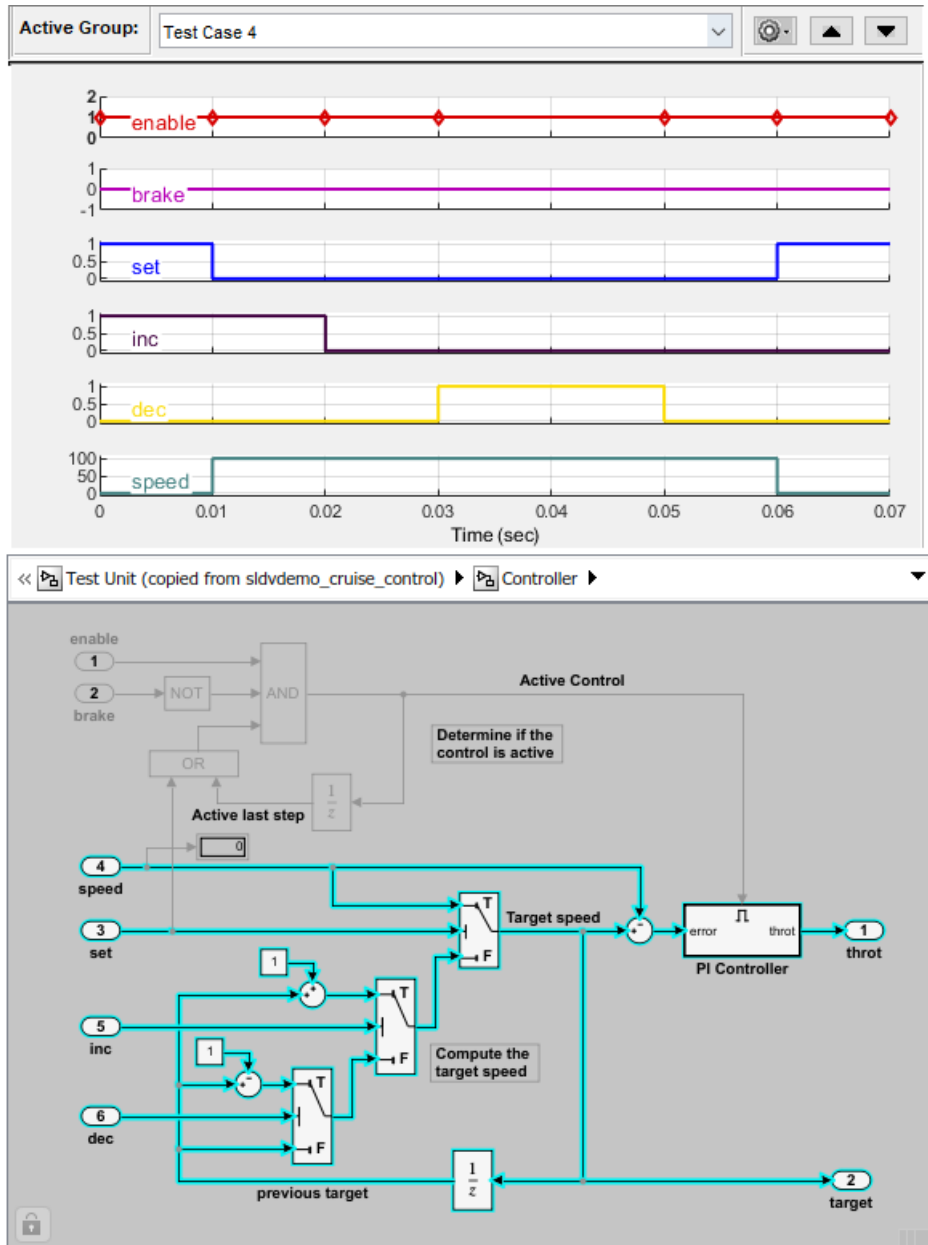 Active Group: Test Case 4
2
1
0
enable
1
0
-1
brake
1
0.5
0
set
1
0.5
0
inc
1
0.5
0
dec
100
50
0
speed
0 0.01 0.02 0.03 0.04 0.05 0.06 0.07
Time (sec)
« Test Unit (copied from sldvdemo_cruise_control) Controller
enable
1
2
brake
NOT
AND
OR
Active Control
Determine if the
control is active
1
z
Active last step
0
4
speed
3
set
T
F
Target speed
+
-
error
throt
PI Controller
1
throt
1
+
+
T
F
5
inc
Compute the
target speed
1
+
-
T
F
6
dec
previous target
1
z
2
target